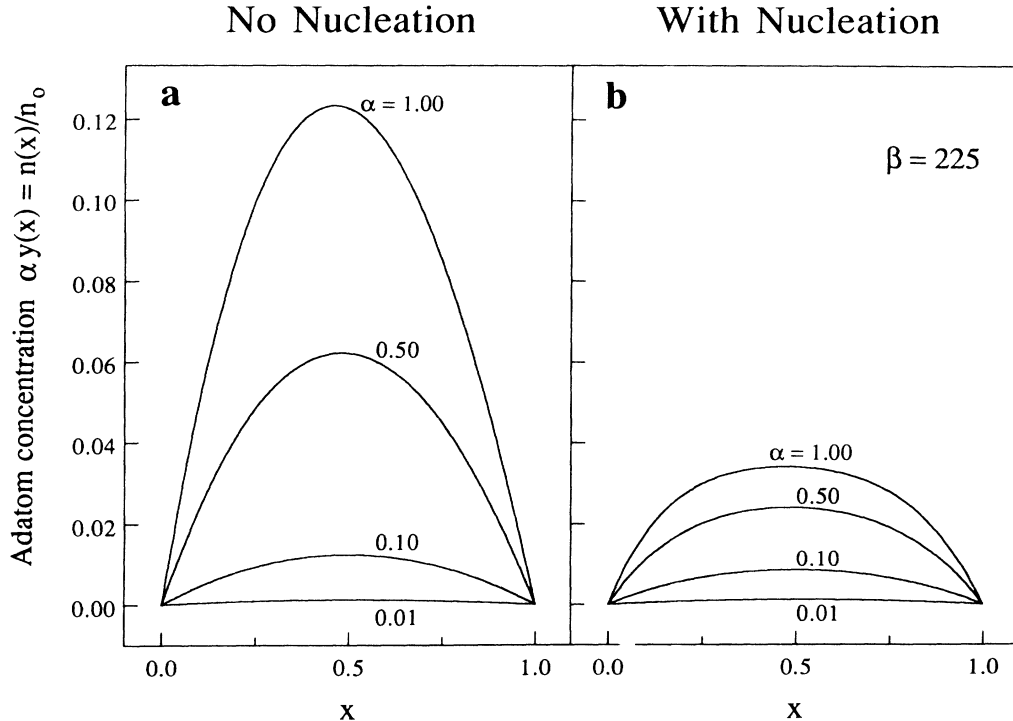 No Nucleation
With Nucleation
Adatom concentration α y(x) = n(x)/n₀
a
α = 1.00
0.50
0.10
0.01
0.12
0.10
0.08
0.06
0.04
0.02
0.00
0.0
0.5
1.0
x
b
β = 225
α = 1.00
0.50
0.10
0.01
0.0
0.5
1.0
x